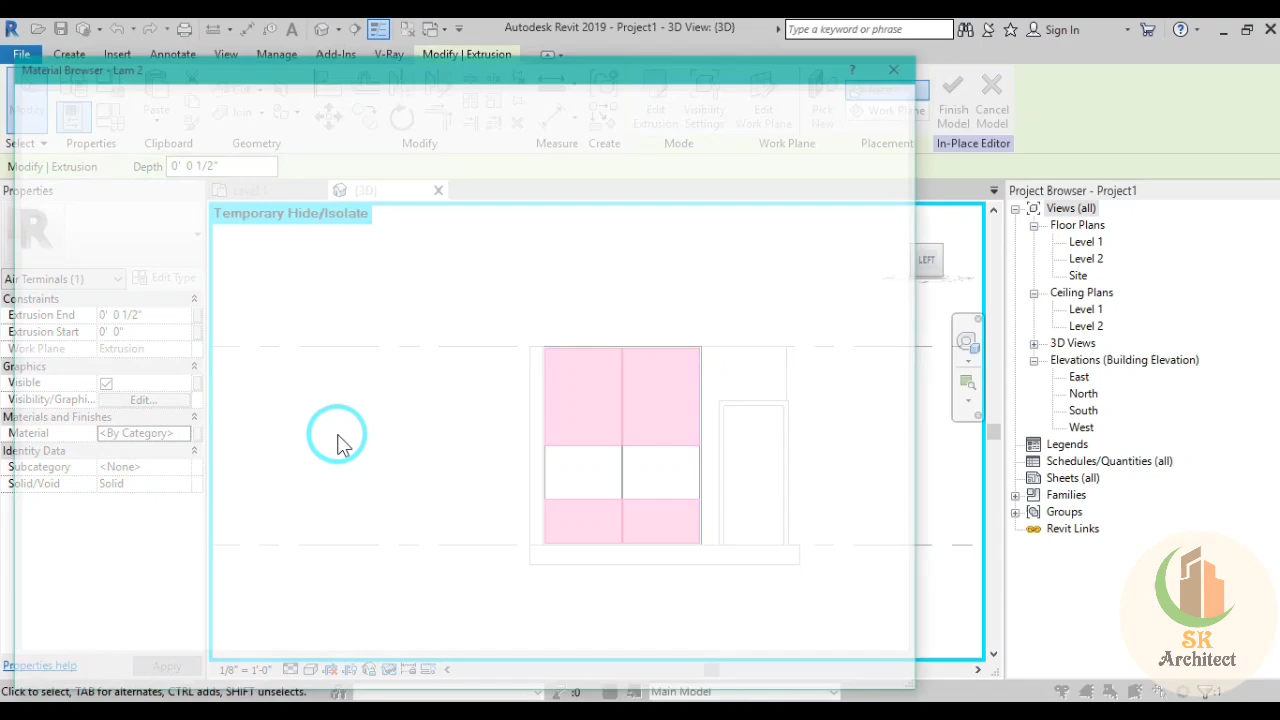 Autodesk Revit 2019 - Project1 - 3D View: {3D}
Type a keyword or phrase
Sign In
File Create Insert Annotate View Manage Add-Ins V-Ray Modify | Extrusion
Material Browser - Lam 2
Modify
Paste
Join
Edit Extrusion
Visibility Settings
Edit Work Plane
Pick New
Work Plane
Finish Model
Cancel Model
Select Properties Clipboard Geometry Modify Measure Create Mode Work Plane Placement In-Place Editor
Modify | Extrusion Depth 0' 0 1/2"
Properties
Level 1
{3D}
Project Browser - Project1
Temporary Hide/Isolate
LEFT
Air Terminals (1) Edit Type
Constraints
Extrusion End 0' 0 1/2"
Extrusion Start 0' 0"
Work Plane Extrusion
Graphics
Visible
Visibility/Graphi... Edit...
Materials and Finishes
Material <By Category>
Identity Data
Subcategory <None>
Solid/Void Solid
Views (all)
Floor Plans
Level 1
Level 2
Site
Ceiling Plans
Level 1
Level 2
3D Views
Elevations (Building Elevation)
East
North
South
West
Legends
Schedules/Quantities (all)
Sheets (all)
Families
Groups
Revit Links
SK
Architect
Properties help Apply
1/8" = 1'-0"
Click to select, TAB for alternates, CTRL adds, SHIFT unselects.
:0
Main Model
:1